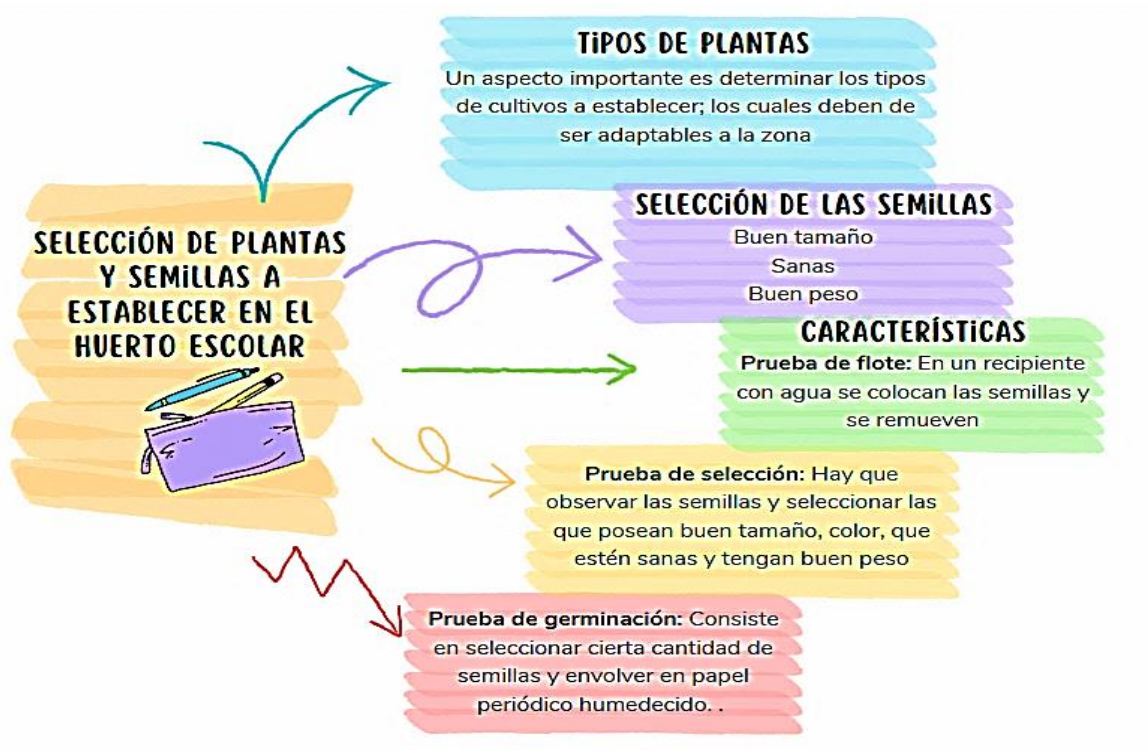 SELECCIÓN DE PLANTAS
Y SEMILLAS A
ESTABLECER EN EL
HUERTO ESCOLAR
TIPOS DE PLANTAS
Un aspecto importante es determinar los tipos
de cultivos a establecer; los cuales deben de
ser adaptables a la zona
SELECCIÓN DE LAS SEMILLAS
Buen tamaño
Sanas
Buen peso
CARACTERÍSTICAS
Prueba de flote: En un recipiente
con agua se colocan las semillas y
se remueven
Prueba de selección: Hay que
observar las semillas y seleccionar las
que posean buen tamaño, color, que
estén sanas y tengan buen peso
Prueba de germinación: Consiste
en seleccionar cierta cantidad de
semillas y envolver en papel
periódico humedecido. .